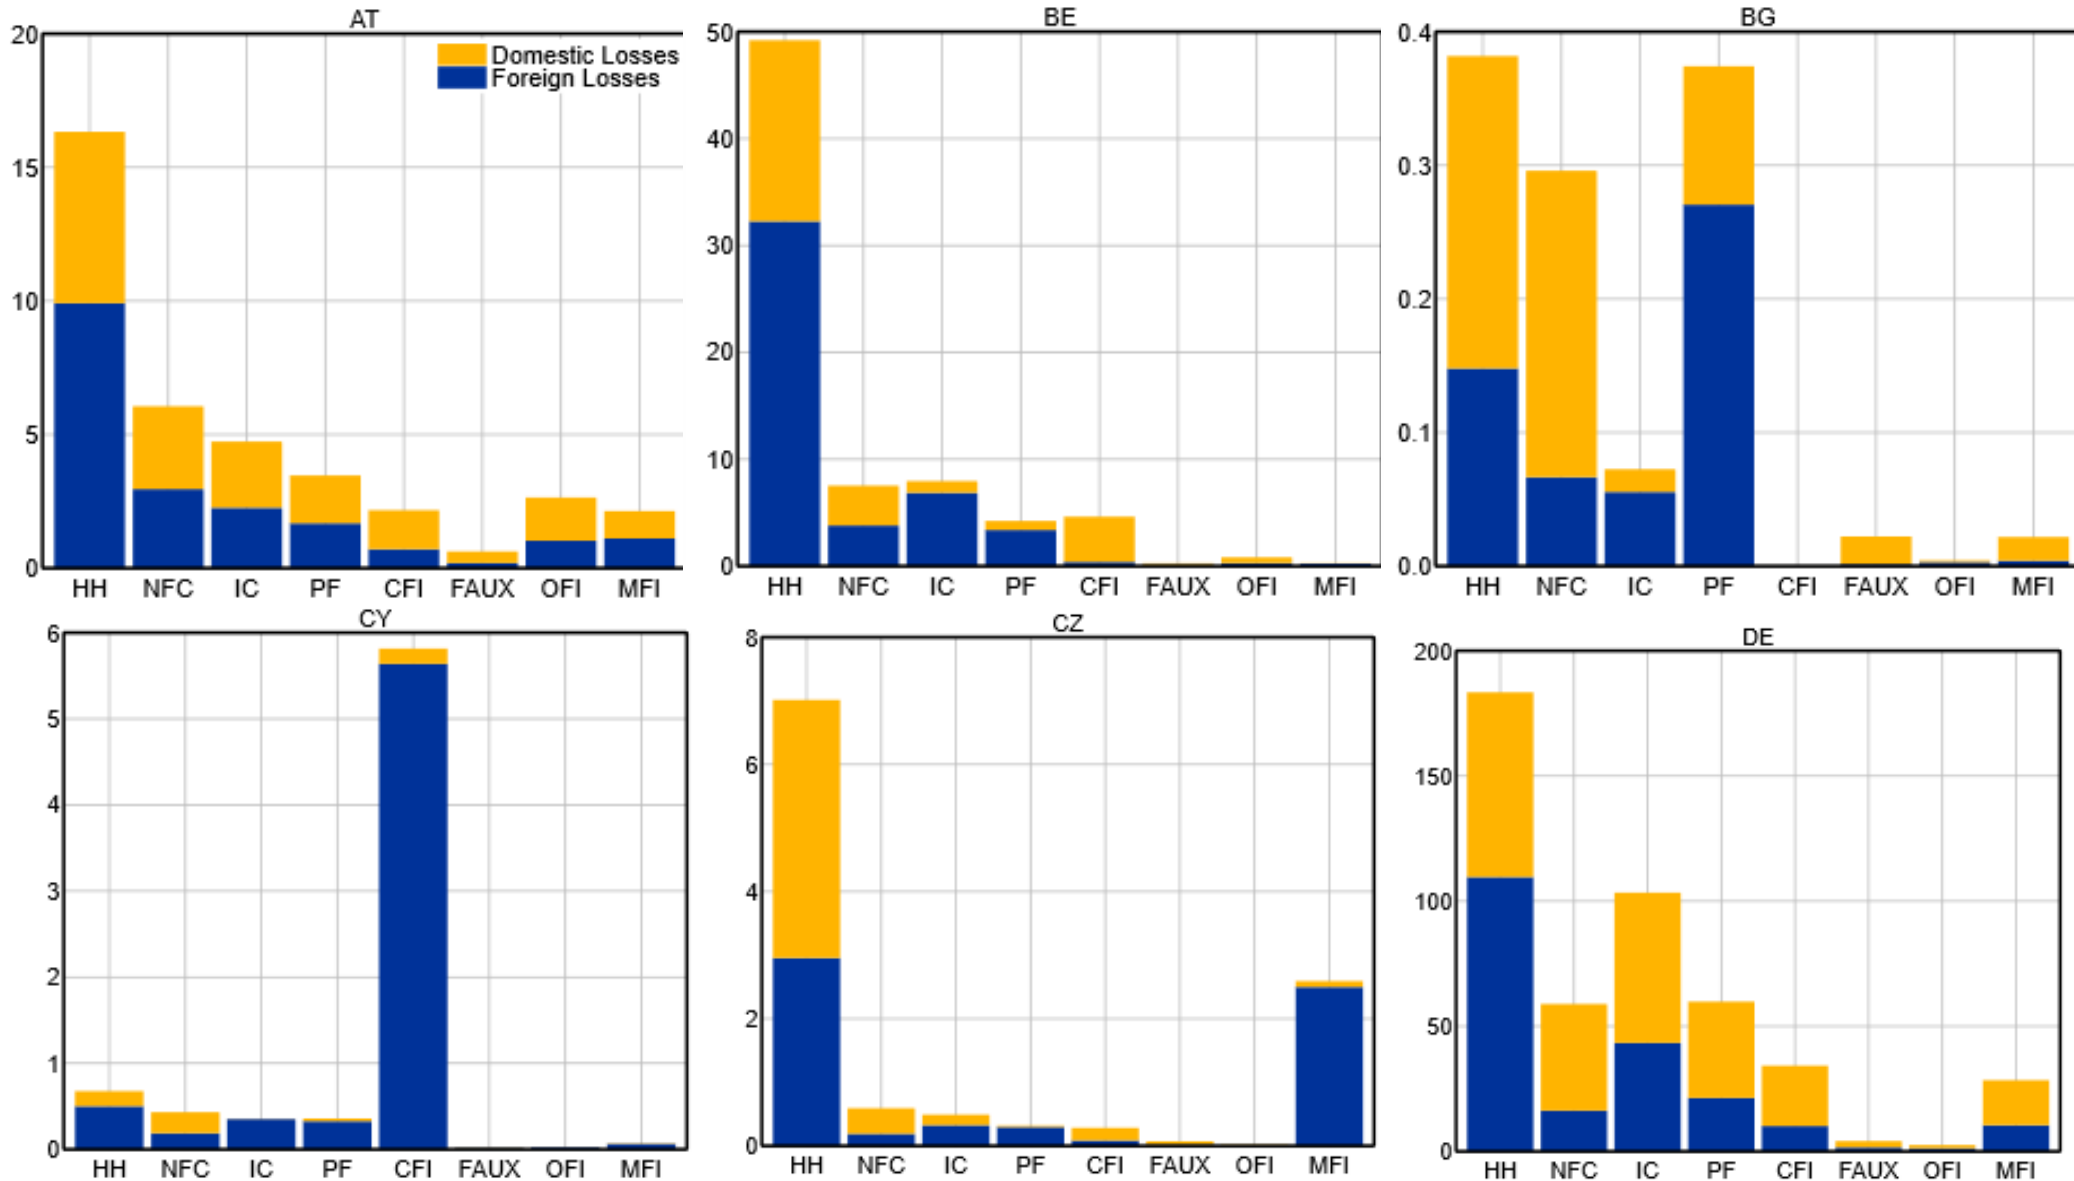 AT
20
15
10
5
0
Domestic Losses
Foreign Losses
HH NFC IC PF CFI FAUX OFI MFI
BE
50
40
30
20
10
0
HH NFC IC PF CFI FAUX OFI MFI
BG
0.4
0.3
0.2
0.1
0.0
HH NFC IC PF CFI FAUX OFI MFI
CY
6
5
4
3
2
1
0
HH NFC IC PF CFI FAUX OFI MFI
CZ
8
6
4
2
0
HH NFC IC PF CFI FAUX OFI MFI
DE
200
150
100
50
0
HH NFC IC PF CFI FAUX OFI MFI